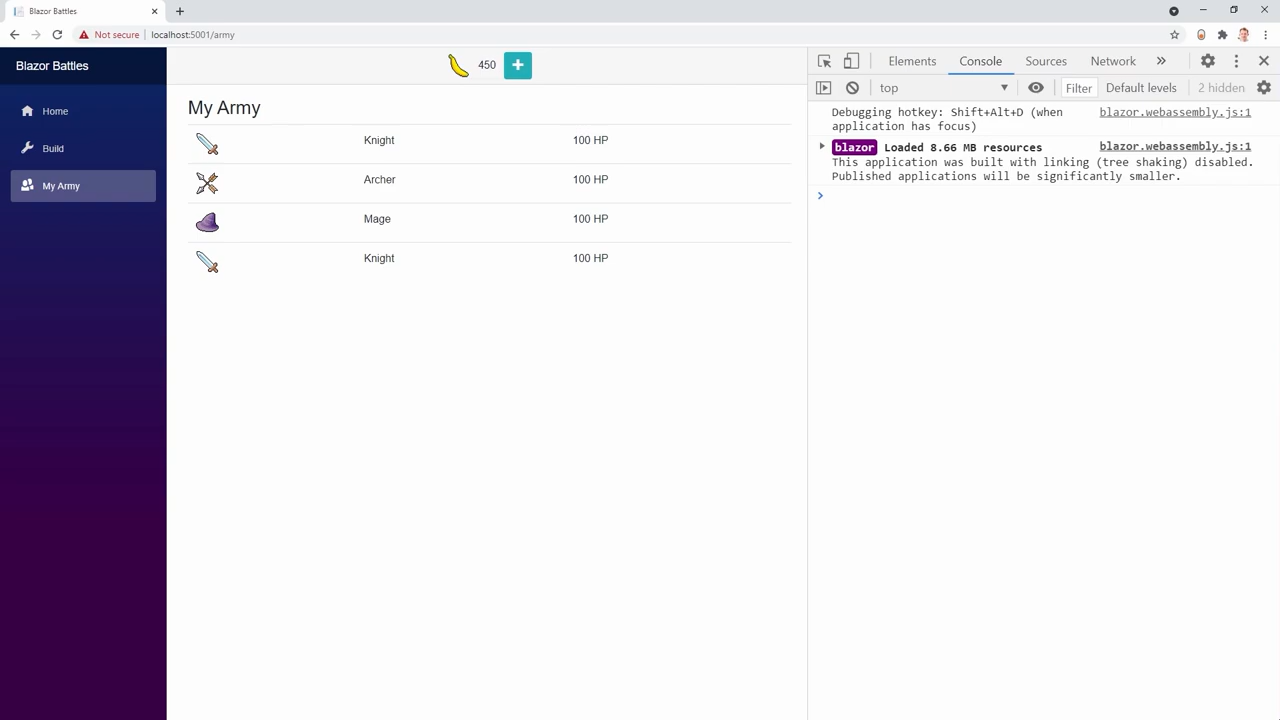 Blazor Battles
Not secure
localhost:5001/army
Blazor Battles
Home
Build
My Army
450
My Army
Knight 100 HP
Archer 100 HP
Mage 100 HP
Knight 100 HP
Elements Console Sources Network
top Filter Default levels 2 hidden
Debugging hotkey: Shift+Alt+D (when blazor.webassembly.js:1
application has focus)
blazor Loaded 8.66 MB resources blazor.webassembly.js:1
This application was built with linking (tree shaking) disabled.
Published applications will be significantly smaller.